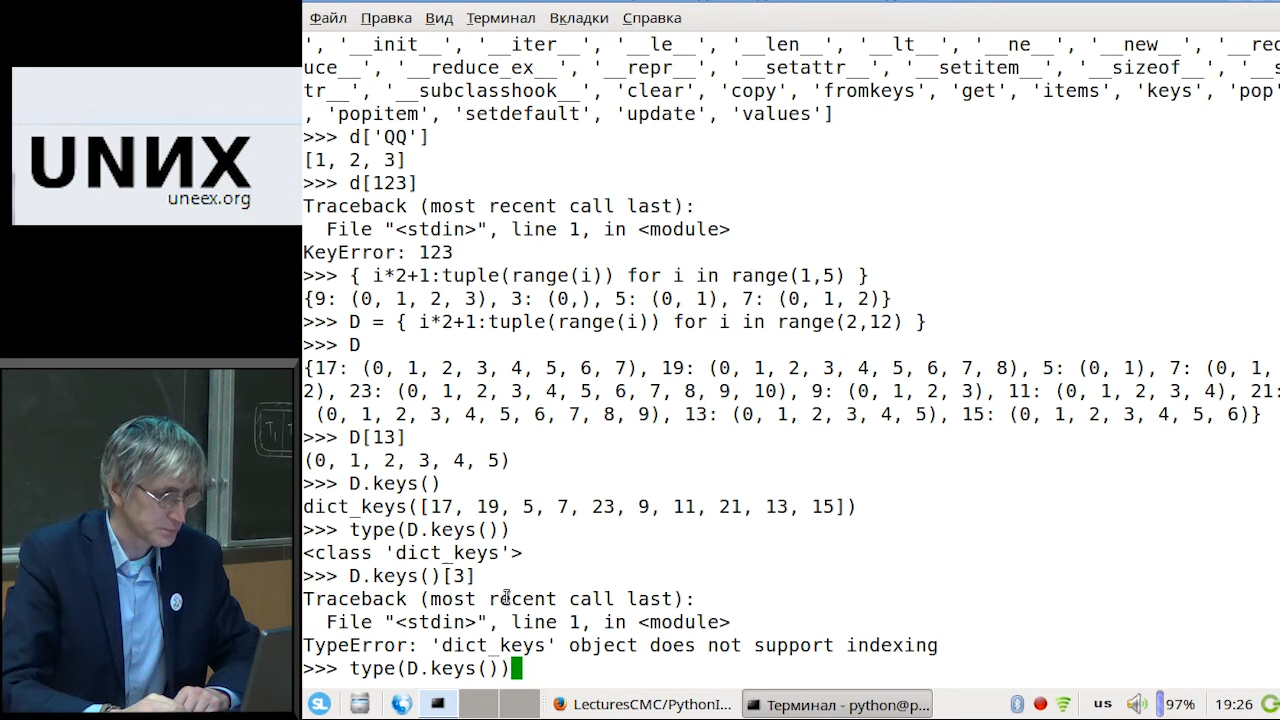 Файл Правка Вид Терминал Вкладки Справка
', '__init__', '__iter__', '__le__', '__len__', '__lt__', '__ne__', '__new__', '__red
uce__', '__reduce_ex__', '__repr__', '__setattr__', '__setitem__', '__sizeof__', '__s
tr__', '__subclasshook__', 'clear', 'copy', 'fromkeys', 'get', 'items', 'keys', 'pop'
, 'popitem', 'setdefault', 'update', 'values']
>>> d['QQ']
[1, 2, 3]
>>> d[123]
Traceback (most recent call last):
  File "<stdin>", line 1, in <module>
KeyError: 123
>>> { i*2+1:tuple(range(i)) for i in range(1,5) }
{9: (0, 1, 2, 3), 3: (0,), 5: (0, 1), 7: (0, 1, 2)}
>>> D = { i*2+1:tuple(range(i)) for i in range(2,12) }
>>> D
{17: (0, 1, 2, 3, 4, 5, 6, 7), 19: (0, 1, 2, 3, 4, 5, 6, 7, 8), 5: (0, 1), 7: (0, 1,
2), 23: (0, 1, 2, 3, 4, 5, 6, 7, 8, 9, 10), 9: (0, 1, 2, 3), 11: (0, 1, 2, 3, 4), 21:
 (0, 1, 2, 3, 4, 5, 6, 7, 8, 9), 13: (0, 1, 2, 3, 4, 5), 15: (0, 1, 2, 3, 4, 5, 6)}
>>> D[13]
(0, 1, 2, 3, 4, 5)
>>> D.keys()
dict_keys([17, 19, 5, 7, 23, 9, 11, 21, 13, 15])
>>> type(D.keys())
<class 'dict_keys'>
>>> D.keys()[3]
Traceback (most recent call last):
  File "<stdin>", line 1, in <module>
TypeError: 'dict_keys' object does not support indexing
>>> type(D.keys())
LecturesCMC/PythonI... Терминал - python@p... us 97% 19:26
UNИX
uneex.org